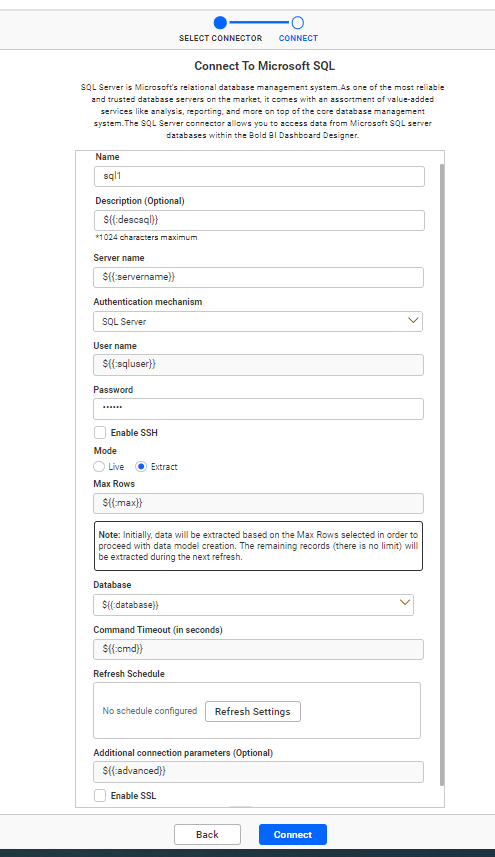 SELECT CONNECTOR CONNECT
Connect To Microsoft SQL
SQL Server is Microsoft's relational database management system.As one of the most reliable
and trusted database servers on the market, it comes with an assortment of value-added
services like analysis, reporting, and more on top of the core database management
system.The SQL Server connector allows you to access data from Microsoft SQL server
databases within the Bold BI Dashboard Designer.
Name
sql1
Description (Optional)
${{:descsql}}
*1024 characters maximum
Server name
${{:servername}}
Authentication mechanism
SQL Server
User name
${{:sqluser}}
Password
••••••
Enable SSH
Mode
Live Extract
Max Rows
${{:max}}
Note: Initially, data will be extracted based on the Max Rows selected in order to
proceed with data model creation. The remaining records (there is no limit) will
be extracted during the next refresh.
Database
${{:database}}
Command Timeout (in seconds)
${{:cmd}}
Refresh Schedule
No schedule configured Refresh Settings
Additional connection parameters (Optional)
${{:advanced}}
Enable SSL
Back Connect